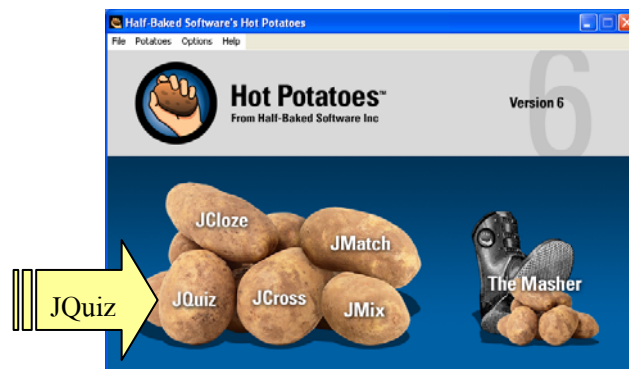 Half-Baked Software's Hot Potatoes
File Potatoes Options Help
6
Hot Potatoes™
From Half-Baked Software Inc
Version 6
JCloze
JMatch
JQuiz
JCross
JMix
The Masher
JQuiz